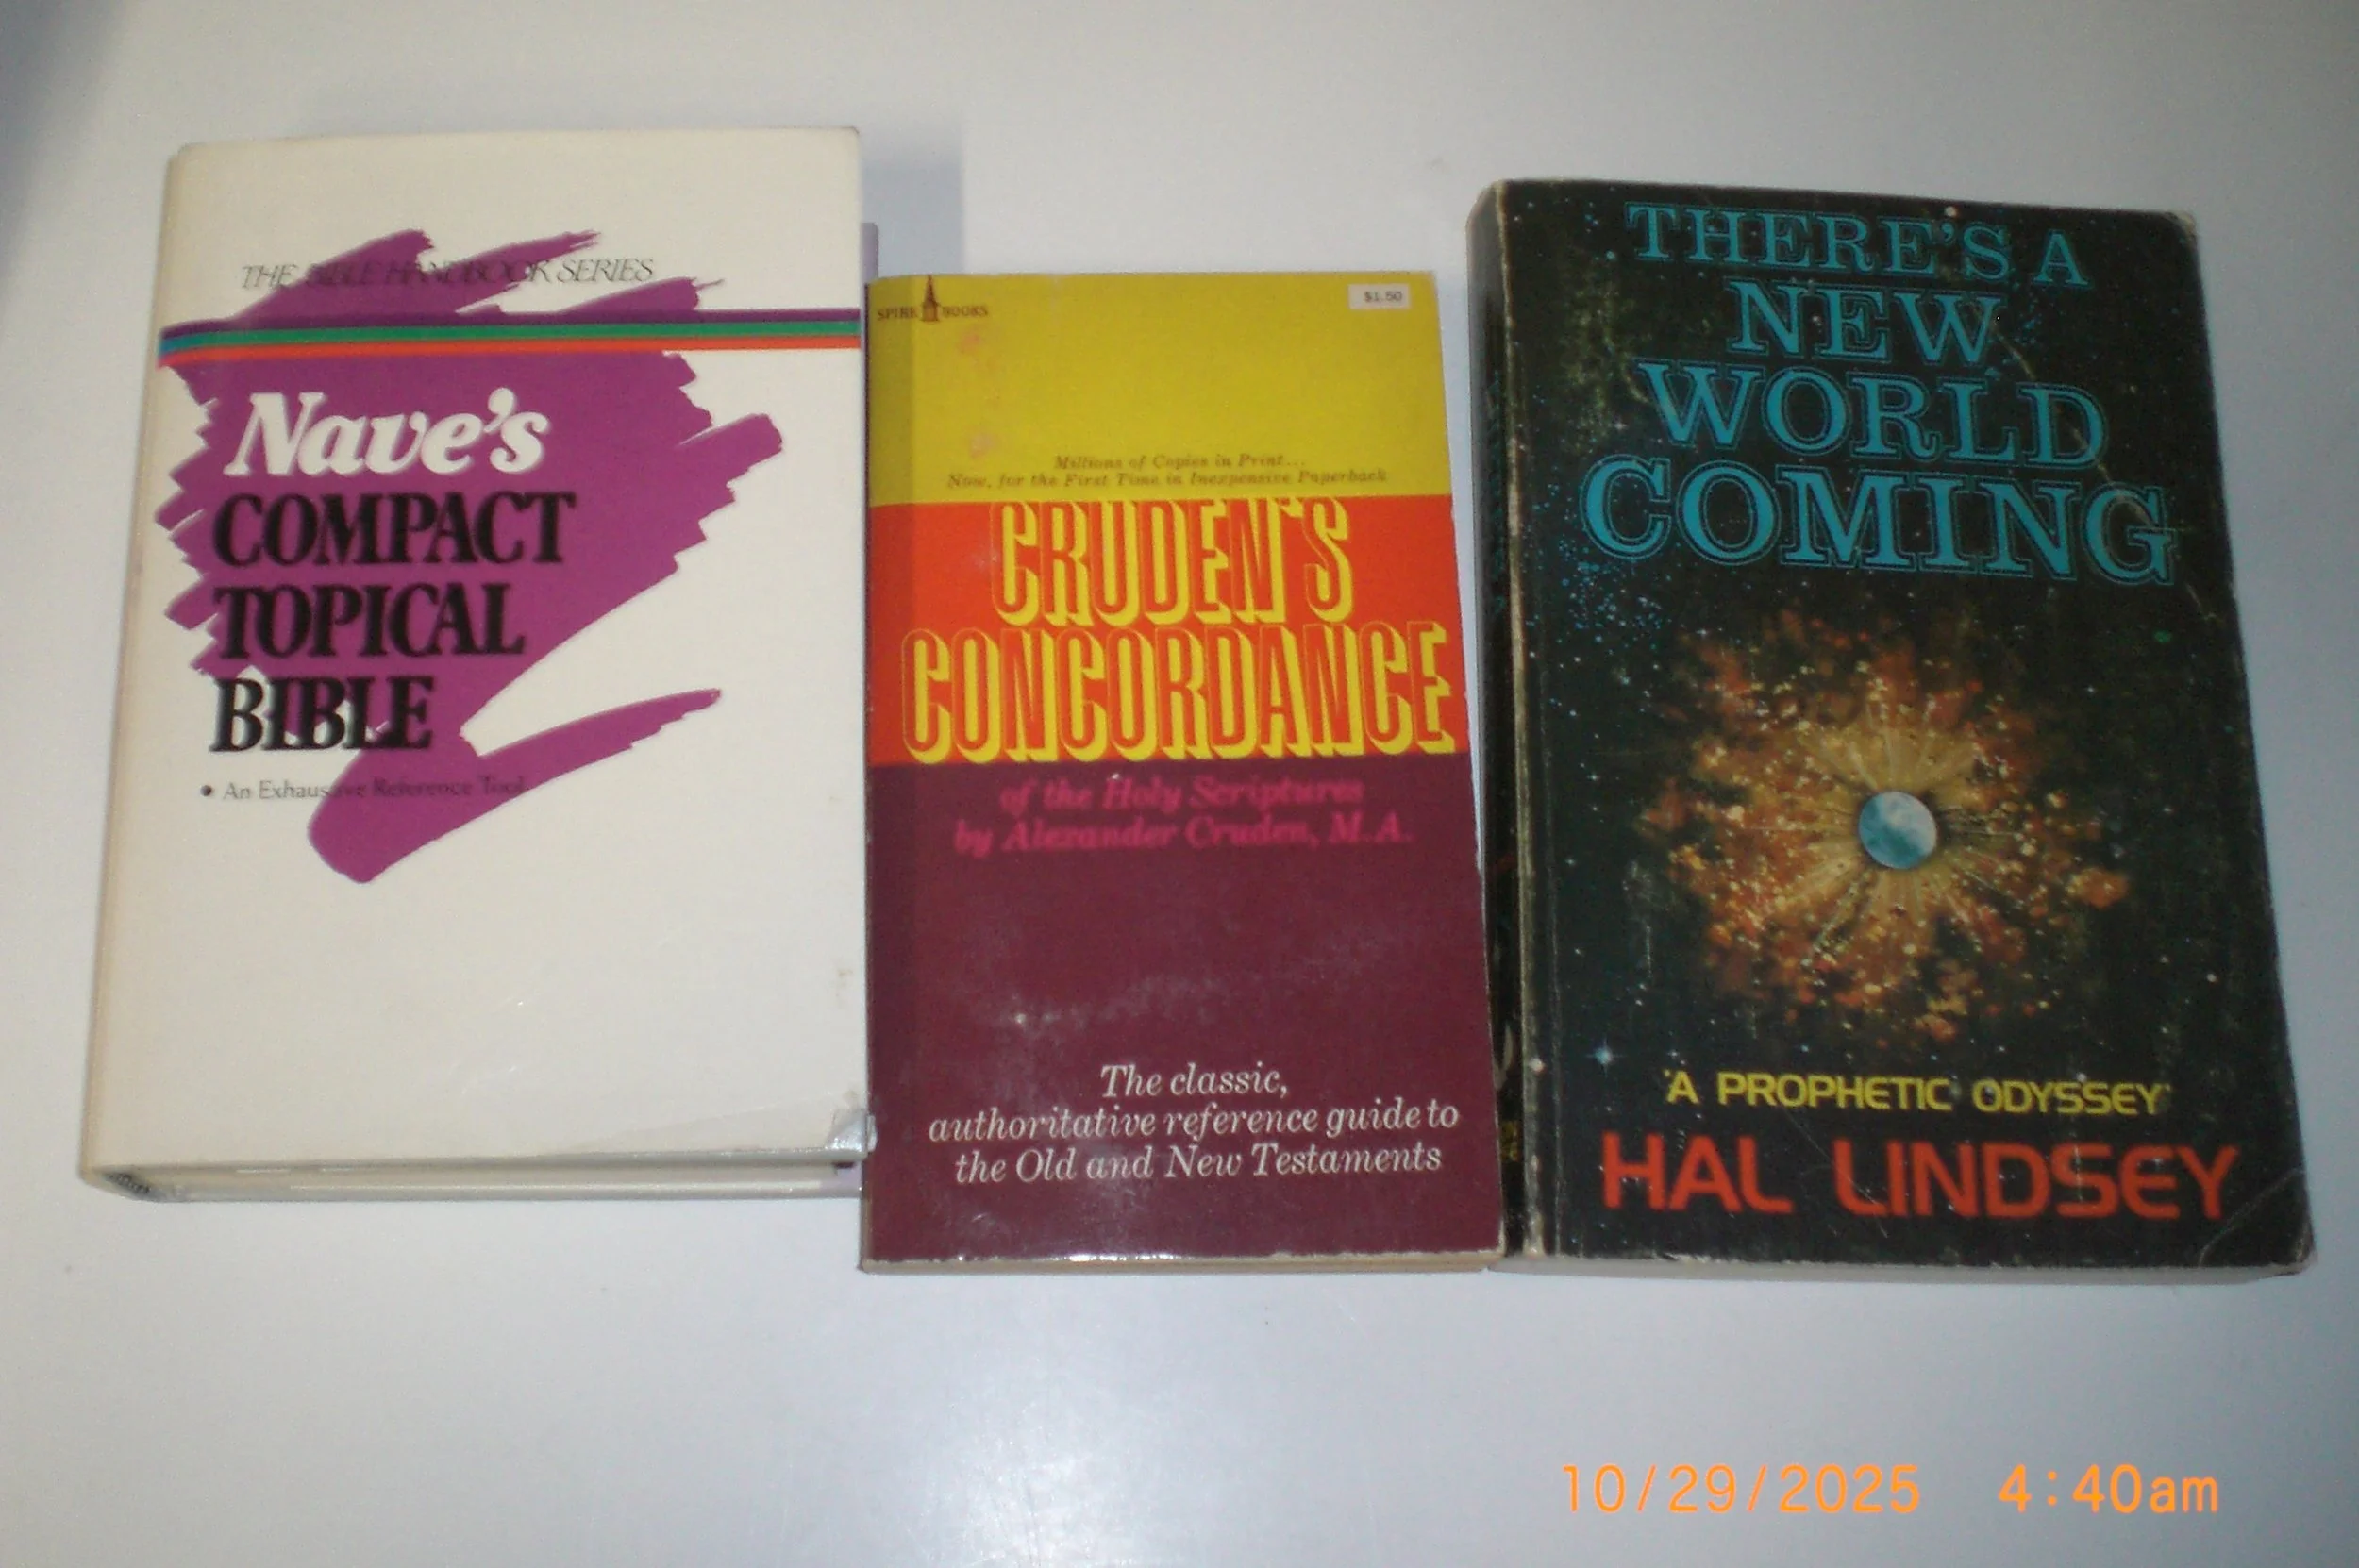 THE BIBLE HANDBOOK SERIES
Nave's
COMPACT
TOPICAL
BIBLE
• An Exhaustive Reference Tool
SPIRE BOOKS
$1.50
Millions of Copies in Print...
Now, for the First Time in Inexpensive Paperback
CRUDEN'S
CONCORDANCE
of the Holy Scriptures
by Alexander Cruden, M.A.
The classic,
authoritative reference guide to
the Old and New Testaments
THERE'S A
NEW
WORLD
COMING
'A PROPHETIC ODYSSEY'
HAL LINDSEY
10/29/2025 4:40am